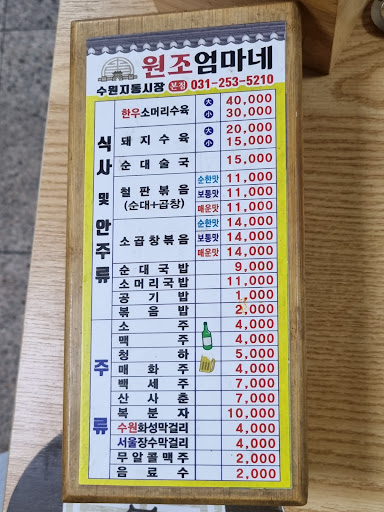 원조엄마네
수원지동시장 본점 031-253-5210
식사 및 안주류
한우소머리수육 大 40,000
小 30,000
돼지수육 大 20,000
小 15,000
순대술국 15,000
철판볶음 (순대+곱창) 순한맛 11,000
보통맛 11,000
매운맛 11,000
소곱창볶음 순한맛 14,000
보통맛 14,000
매운맛 14,000
순대국밥 9,000
소머리국밥 11,000
공기밥 1,000
볶음밥 2,000
주류
소주 4,000
맥주 4,000
청하 5,000
매화주 4,000
백세주 7,000
산사춘 7,000
복분자 10,000
수원화성막걸리 4,000
서울장수막걸리 4,000
무알콜맥주 2,000
음료수 2,000